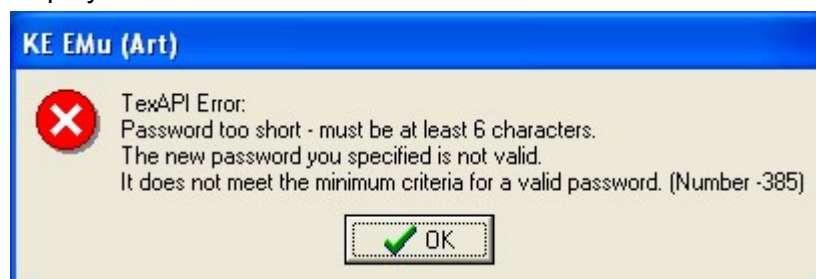 KE EMu (Art)
TexAPI Error:
Password too short - must be at least 6 characters.
The new password you specified is not valid.
It does not meet the minimum criteria for a valid password. (Number -385)
OK